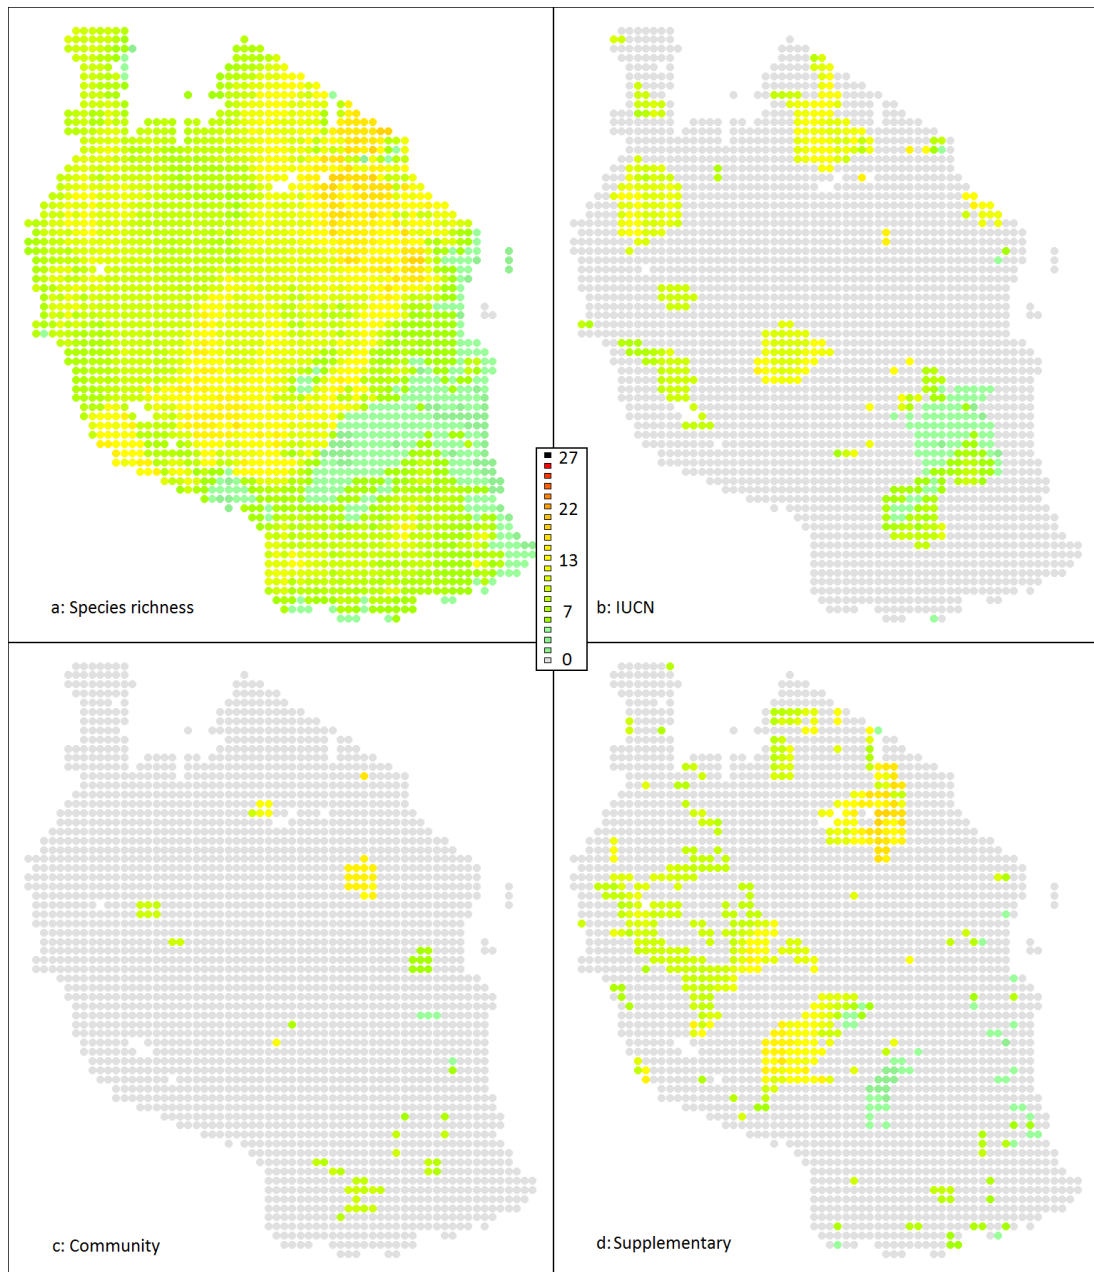 a: Species richness
b: IUCN
27
22
13
7
0
c: Community
d: Supplementary